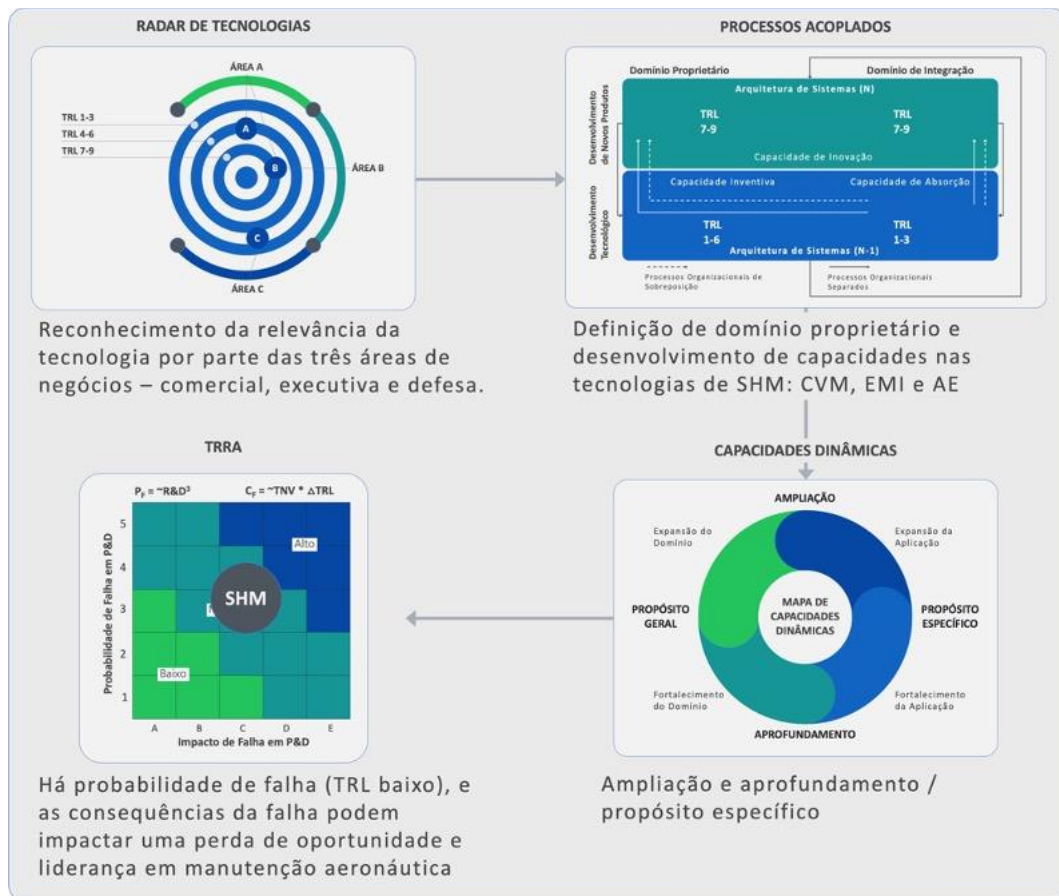 RADAR DE TECNOLOGIAS
ÁREA A
TRL 1-3
TRL 4-6
TRL 7-9
A
B
C
ÁREA B
ÁREA C
Reconhecimento da relevância da
tecnologia por parte das três áreas de
negócios – comercial, executiva e defesa.
PROCESSOS ACOPLADOS
Domínio Proprietário
Domínio de Integração
Arquitetura de Sistemas (N)
Desenvolvimento
de Novos Produtos
TRL
7-9
TRL
7-9
Capacidade de Inovação
Capacidade Inventiva
Capacidade de Absorção
Desenvolvimento
Tecnológico
TRL
1-6
TRL
1-3
Arquitetura de Sistemas (N-1)
Processos Organizacionais de
Sobreposição
Processos Organizacionais
Separados
Definição de domínio proprietário e
desenvolvimento de capacidades nas
tecnologias de SHM: CVM, EMI e AE
TRRA
P_F = ~R&D³
C_F = ~TNV * △TRL
Probabilidade de Falha em P&D
5
4
3
2
1
Alto
SHM
Baixo
A B C D E
Impacto de Falha em P&D
Há probabilidade de falha (TRL baixo), e
as consequências da falha podem
impactar uma perda de oportunidade e
liderança em manutenção aeronáutica
CAPACIDADES DINÂMICAS
AMPLIAÇÃO
Expansão do
Domínio
Expansão da
Aplicação
PROPÓSITO
GERAL
MAPA DE
CAPACIDADES
DINÂMICAS
PROPÓSITO
ESPECÍFICO
Fortalecimento
do Domínio
Fortalecimento
da Aplicação
APROFUNDAMENTO
Ampliação e aprofundamento /
propósito específico